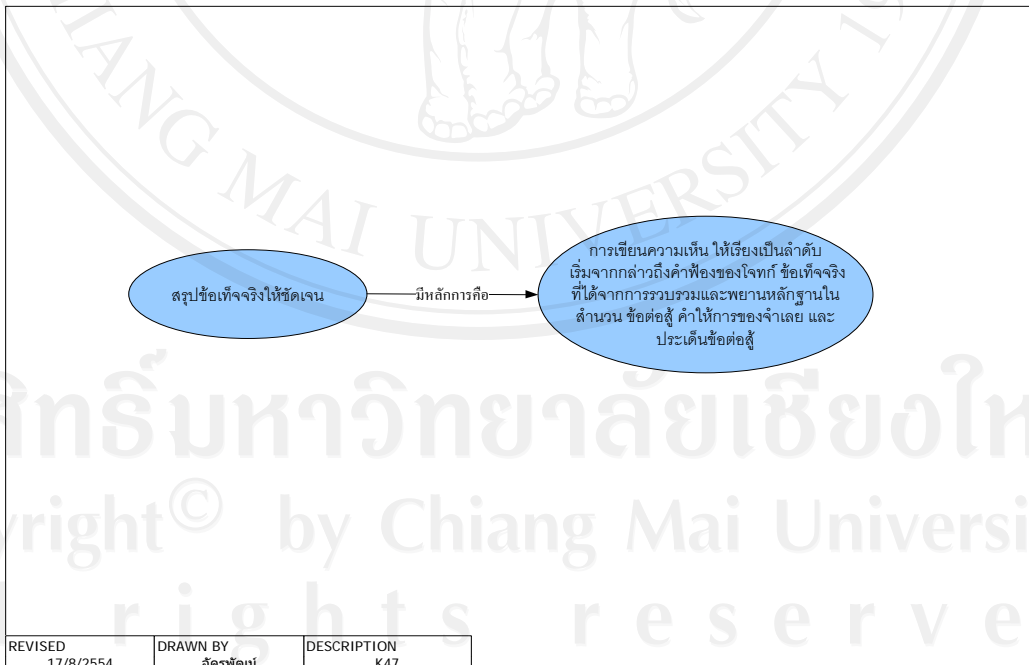 CHIANG MAI UNIVERSITY 19
สรุปข้อเท็จจริงให้ชัดเจน
มีหลักการคือ
การเขียนความเห็น ให้เรียงเป็นลำดับ
เริ่มจากกล่าวถึงคำฟ้องของโจทก์ ข้อเท็จจริง
ที่ได้จากการรวบรวมและพยานหลักฐานใน
สำนวน ข้อต่อสู้ คำให้การของจำเลย และ
ประเด็นข้อต่อสู้
สิทธิ์มหาวิทยาลัยเชียงให
yright© by Chiang Mai Universi
rights reserve
REVISED DRAWN BY DESCRIPTION
17/8/2554 K47